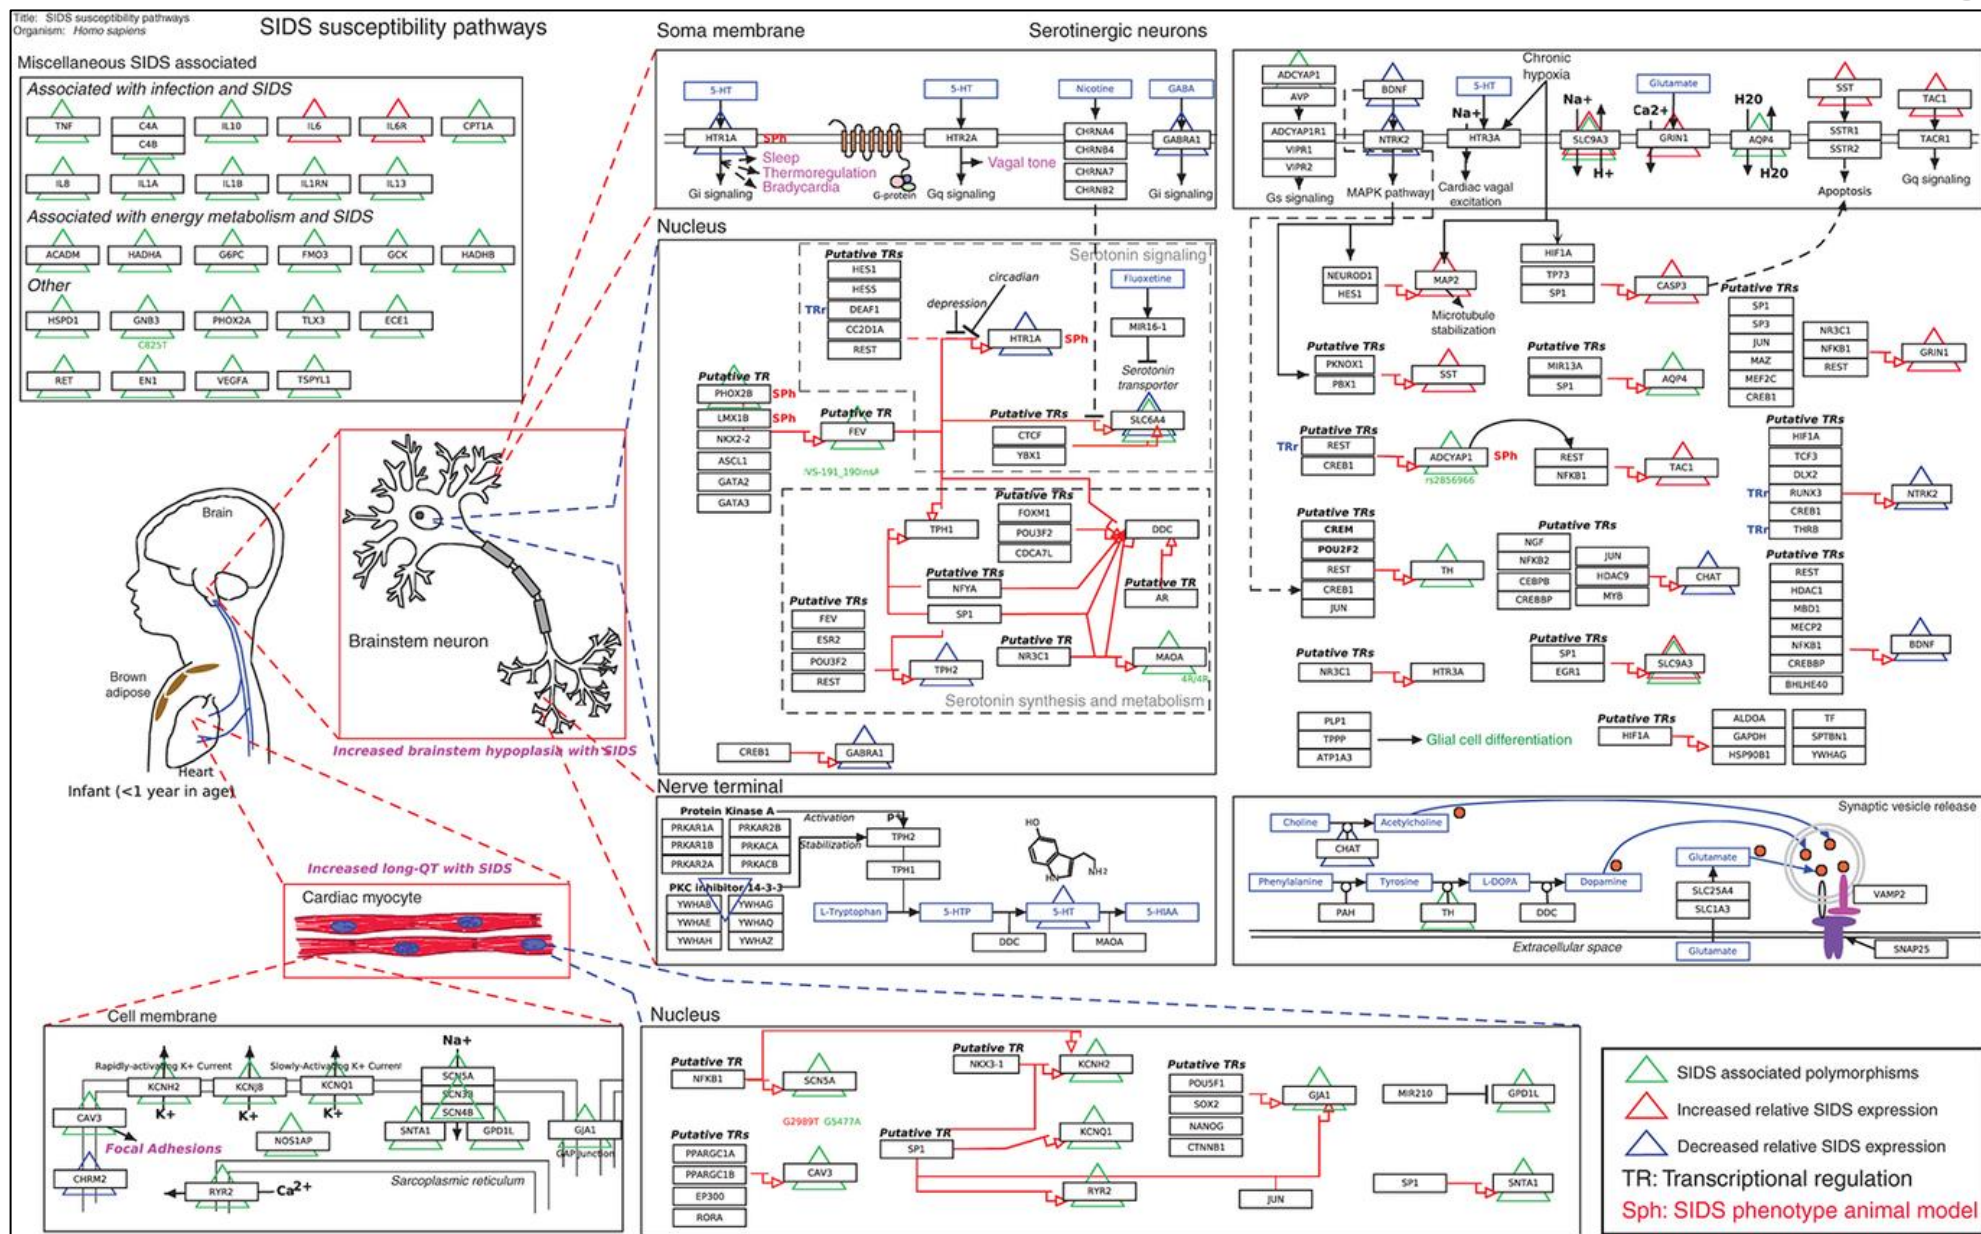 Title: SIDS susceptibility pathways
Organism: Homo sapiens
SIDS susceptibility pathways
Miscellaneous SIDS associated
Associated with infection and SIDS
TNF C4A IL10 IL6 IL6R CPT1A
C4B
IL8 IL1A IL1B IL1RN IL13
Associated with energy metabolism and SIDS
ACADM HADHA G6PC FMO3 GCK HADHB
Other
HSPD1 GNB3 PHOX2A TLX3 ECE1
C825T
RET EN1 VEGFA TSPYL1
Brain
Brown
adipose
Heart
Infant (<1 year in age)
Brainstem neuron
Increased brainstem hypoplasia with SIDS
Increased long-QT with SIDS
Cardiac myocyte
Soma membrane
Serotinergic neurons
5-HT 5-HT Nicotine GABA
HTR1A SPh HTR2A CHRNA4 GABRA1
CHRNB4
CHRNA7
CHRNB2
Sleep
Thermoregulation
Bradycardia
Vagal tone
Gi signaling G-protein Gq signaling Gi signaling
ADCYAP1
AVP
ADCYAP1R1
VIPR1
VIPR2
Gs signaling
BDNF
NTRK2
MAPK pathway
5-HT
Na+
HTR3A
Cardiac vagal
excitation
Chronic
hypoxia
Na+
SLC9A3
H+
Glutamate
Ca2+
GRIN1
H20
AQP4
H20
SST
SSTR1
SSTR2
Apoptosis
TAC1
TACR1
Gq signaling
Nucleus
Serotonin signaling
Putative TRs
HES1
HES5
TRr DEAF1
CC2D1A
REST
circadian
depression
HTR1A SPh
Fluoxetine
MIR16-1
Serotonin
transporter
SLC6A4
Putative TR
PHOX2B SPh
LMX1B SPh
NKX2-2
ASCL1
GATA2
GATA3
Putative TR
FEV
IVS-191_190insA
Putative TRs
CTCF
YBX1
Putative TRs
FOXM1
POU3F2
CDCA7L
TPH1
DDC
Putative TRs
NFYA
SP1
Putative TR
AR
Putative TRs
FEV
ESR2
POU3F2
REST
TPH2
Putative TR
NR3C1
MAOA
4R/4R
Serotonin synthesis and metabolism
CREB1 GABRA1
NEUROD1
HES1
MAP2
Microtubule
stabilization
HIF1A
TP73
SP1
CASP3
Putative TRs
SP1
SP3
JUN
MAZ
MEF2C
CREB1
NR3C1
NFKB1
REST
GRIN1
Putative TRs
PKNOX1
PBX1
SST
Putative TRs
MIR13A
SP1
AQP4
Putative TRs
TRr REST
CREB1
ADCYAP1 SPh
rs2856966
REST
NFKB1
TAC1
Putative TRs
HIF1A
TCF3
DLX2
TRr RUNX3
CREB1
TRr THRB
NTRK2
Putative TRs
CREM
POU2F2
REST
CREB1
JUN
TH
Putative TRs
NGF
NFKB2
CEBPB
CREBBP
JUN
HDAC9
MYB
CHAT
Putative TRs
REST
HDAC1
MBD1
MECP2
NFKB1
CREBBP
BHLHE40
BDNF
Putative TRs
NR3C1 HTR3A
Putative TRs
SP1
EGR1
SLC9A3
PLP1
TPPP
ATP1A3
Glial cell differentiation
Putative TRs
HIF1A
ALDOA TF
GAPDH SPTBN1
HSP90B1 YWHAG
Nerve terminal
Protein Kinase A
PRKAR1A PRKAR2B
PRKAR1B PRKACA
PRKAR2A PRKACB
Activation
Stabilization
P
TPH2
TPH1
PKC inhibitor 14-3-3
YWHAB YWHAG
YWHAE YWHAQ
YWHAH YWHAZ
HO
HN
NH2
L-Tryptophan 5-HTP 5-HT 5-HIAA
DDC MAOA
Synaptic vesicle release
Choline Acetylcholine
CHAT
Phenylalanine Tyrosine L-DOPA Dopamine
PAH TH DDC
Glutamate
SLC25A4
SLC1A3
Glutamate
Extracellular space
VAMP2
SNAP25
Cell membrane
Rapidly-activating K+ Current Slowly-Activating K+ Current
Na+
KCNH2 KCNJ8 KCNQ1
K+ K+ K+
SCN5A
SCN3B
SCN4B
CAV3
Focal Adhesions
NOS1AP
SNTA1 GPD1L
GJA1
GAP junction
CHRM2
RYR2 Ca2+
Sarcoplasmic reticulum
Nucleus
Putative TR
NFKB1
SCN5A
G2989T G5477A
Putative TRs
PPARGC1A
PPARGC1B
EP300
RORA
CAV3
Putative TR
NKX3-1
KCNH2
KCNQ1
Putative TR
SP1
RYR2
Putative TRs
POU5F1
SOX2
NANOG
CTNNB1
GJA1
JUN
MIR210 GPD1L
SP1 SNTA1
SIDS associated polymorphisms
Increased relative SIDS expression
Decreased relative SIDS expression
TR: Transcriptional regulation
Sph: SIDS phenotype animal model